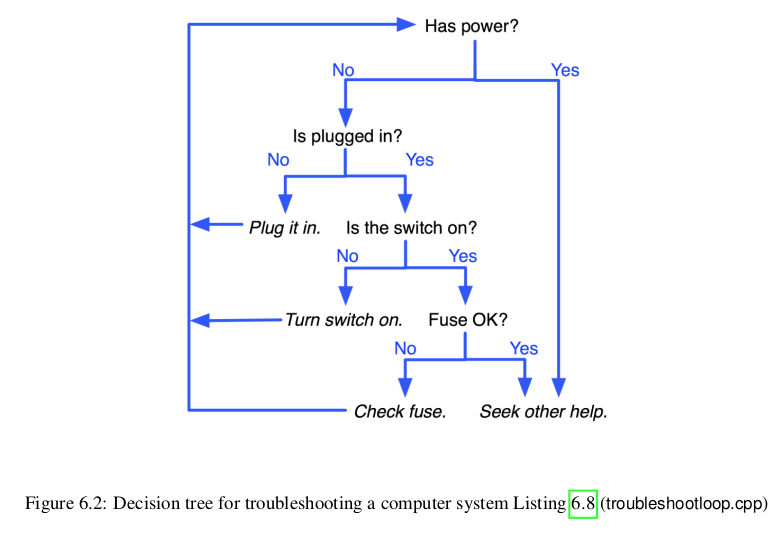 Has power?
No
Yes
Is plugged in?
No
Yes
Plug it in.
Is the switch on?
No
Yes
Turn switch on.
Fuse OK?
No
Yes
Check fuse.
Seek other help.
Figure 6.2: Decision tree for troubleshooting a computer system Listing 6.8 (troubleshootloop.cpp)